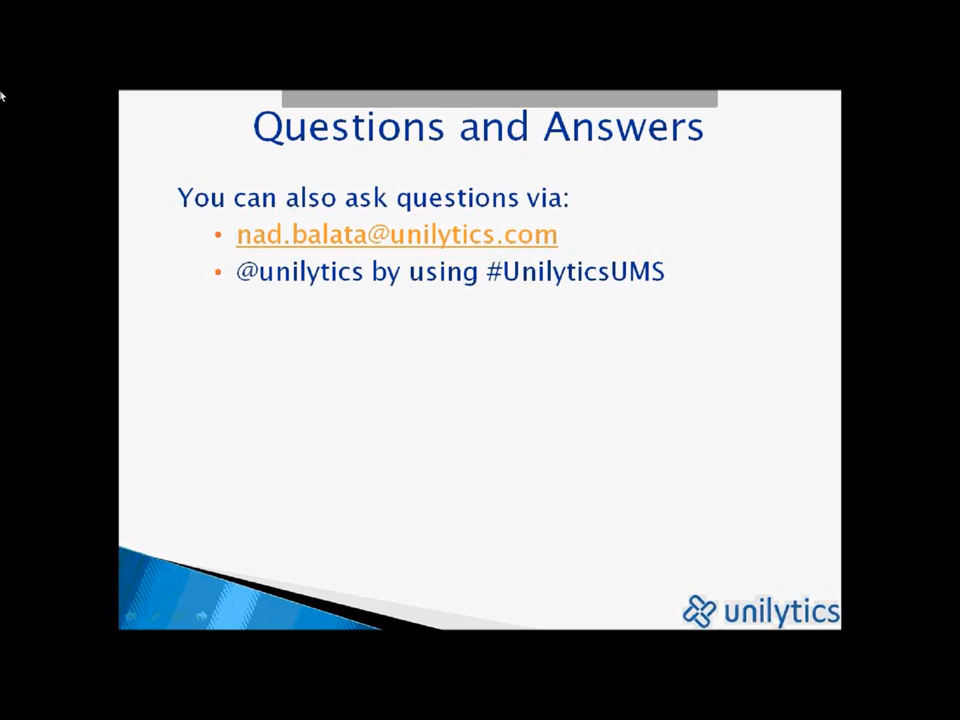 Questions and Answers
You can also ask questions via:
• nad.balata@unilytics.com
• @unilytics by using #UnilyticsUMS
unilytics